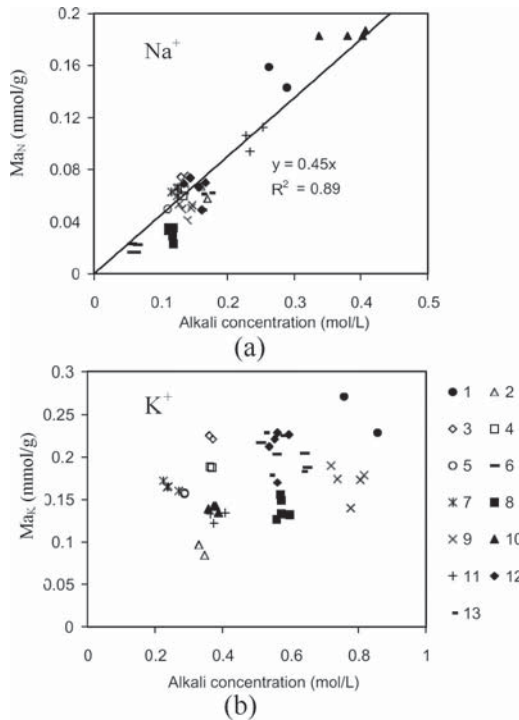 0.2
Na+
0.16
0.12
0.08
0.04
0
Ma_N (mmol/g)
y = 0.45x
R² = 0.89
0 0.1 0.2 0.3 0.4 0.5
Alkali concentration (mol/L)
(a)
0.3
K+
0.25
0.2
0.15
0.1
0.05
0
Ma_K (mmol/g)
0 0.2 0.4 0.6 0.8 1
Alkali concentration (mol/L)
(b)
1 2
3 4
5 6
7 8
9 10
11 12
13